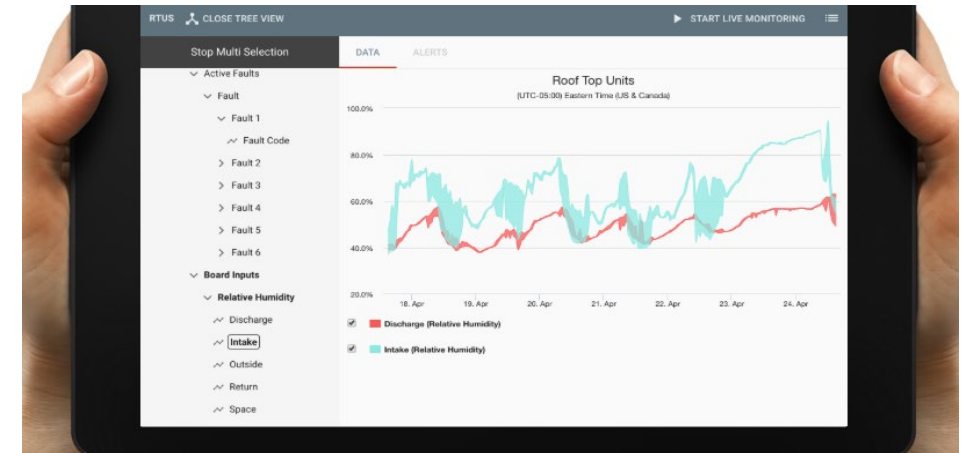 RTUS CLOSE TREE VIEW START LIVE MONITORING
Stop Multi Selection
DATA ALERTS
Active Faults
Fault
Fault 1
Fault Code
Fault 2
Fault 3
Fault 4
Fault 5
Fault 6
Board Inputs
Relative Humidity
Discharge
Intake
Outside
Return
Space
Roof Top Units
(UTC-05:00) Eastern Time (US & Canada)
100.0%
80.0%
60.0%
40.0%
20.0%
18. Apr 19. Apr 20. Apr 21. Apr 22. Apr 23. Apr 24. Apr
Discharge (Relative Humidity)
Intake (Relative Humidity)